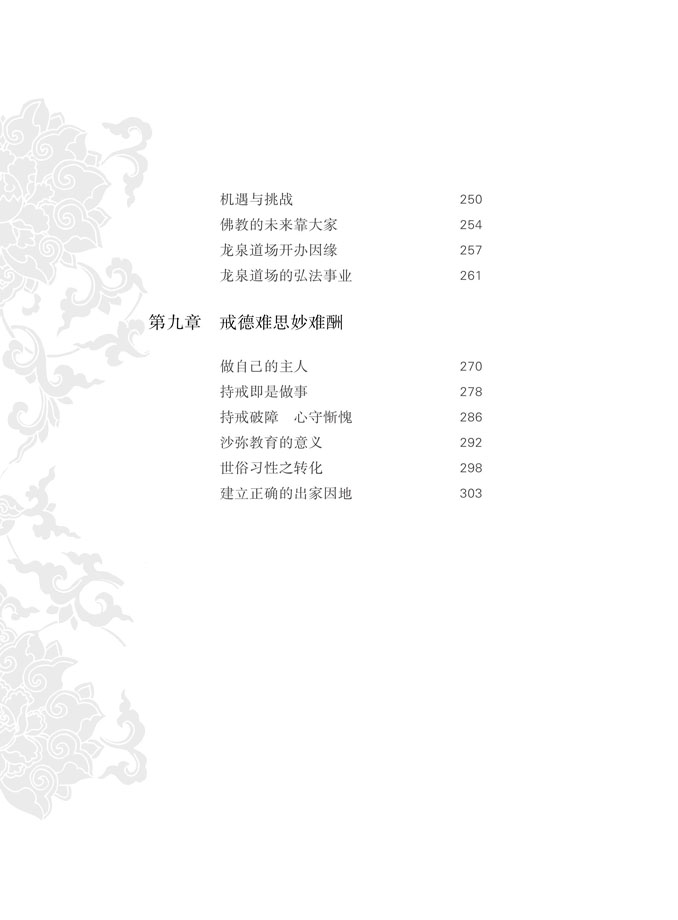 机遇与挑战 250
佛教的未来靠大家 254
龙泉道场开办因缘 257
龙泉道场的弘法事业 261
第九章 戒德难思妙难酬
做自己的主人 270
持戒即是做事 278
持戒破障 心守惭愧 286
沙弥教育的意义 292
世俗习性之转化 298
建立正确的出家因地 303